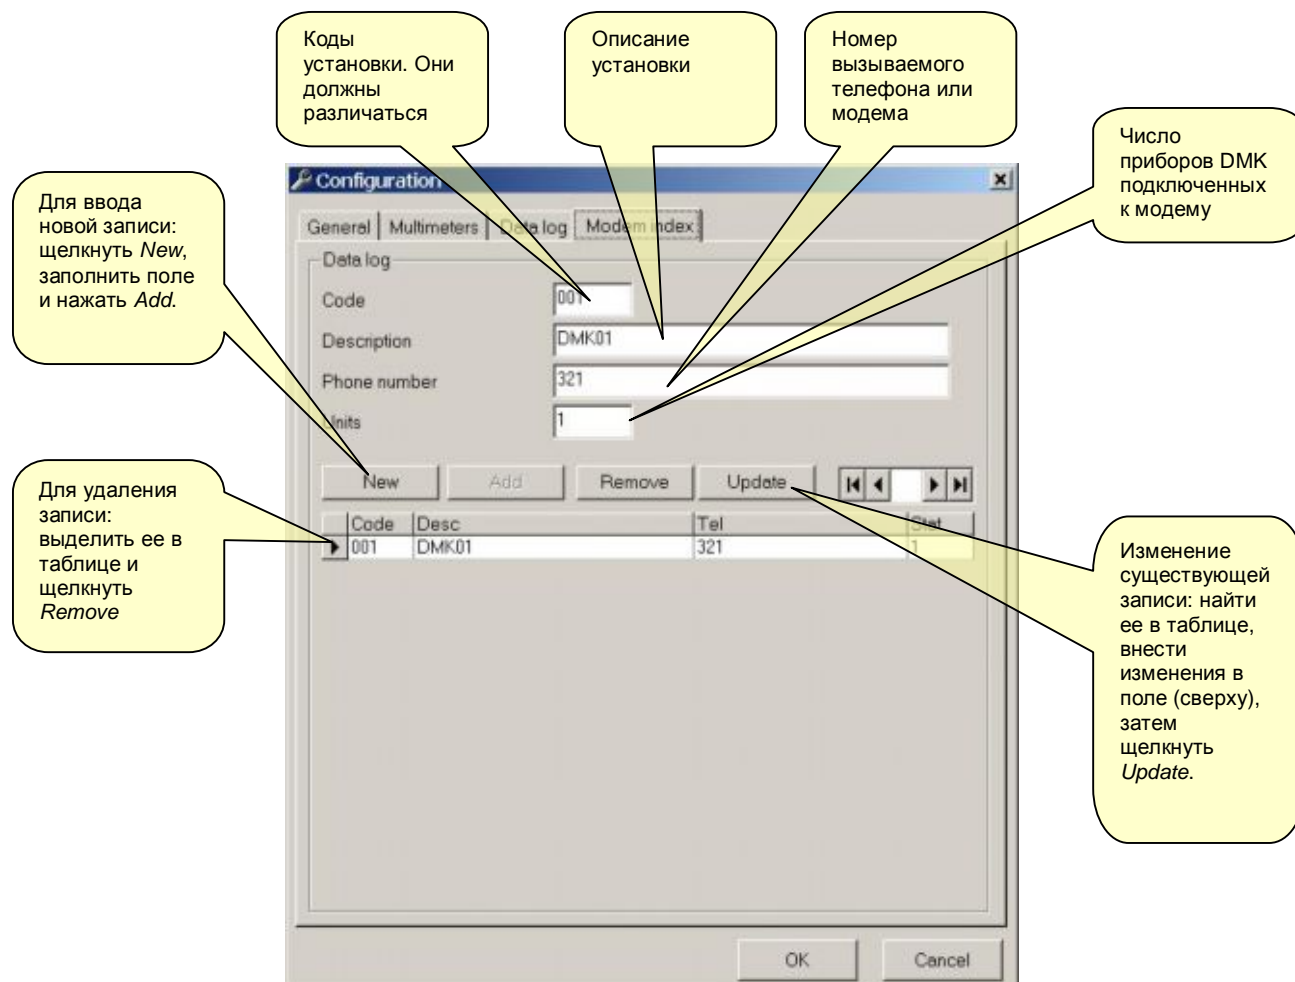 Коды
установки. Они
должны
различаться
Описание
установки
Номер
вызываемого
телефона или
модема
Число
приборов DMK
подключенных
к модему
Для ввода
новой записи:
щелкнуть New,
заполнить поле
и нажать Add.
Configuration
General Multimeters Data log Modem index
Data log
Code 001
Description DMK01
Phone number 321
Units 1
New Add Remove Update
Code Desc Tel Stat
001 DMK01 321 1
Для удаления
записи:
выделить ее в
таблице и
щелкнуть
Remove
Изменение
существующей
записи: найти
ее в таблице,
внести
изменения в
поле (сверху),
затем
щелкнуть
Update.
OK Cancel